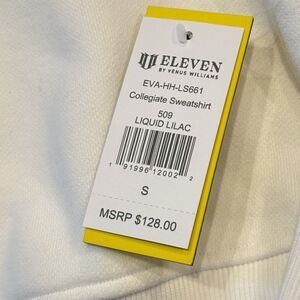 ELEVEN
BY VENUS WILLIAMS
EVA-HH-LS661
Collegiate Sweatshirt
509
LIQUID LILAC
1 91996 12002 2
S
MSRP $128.00